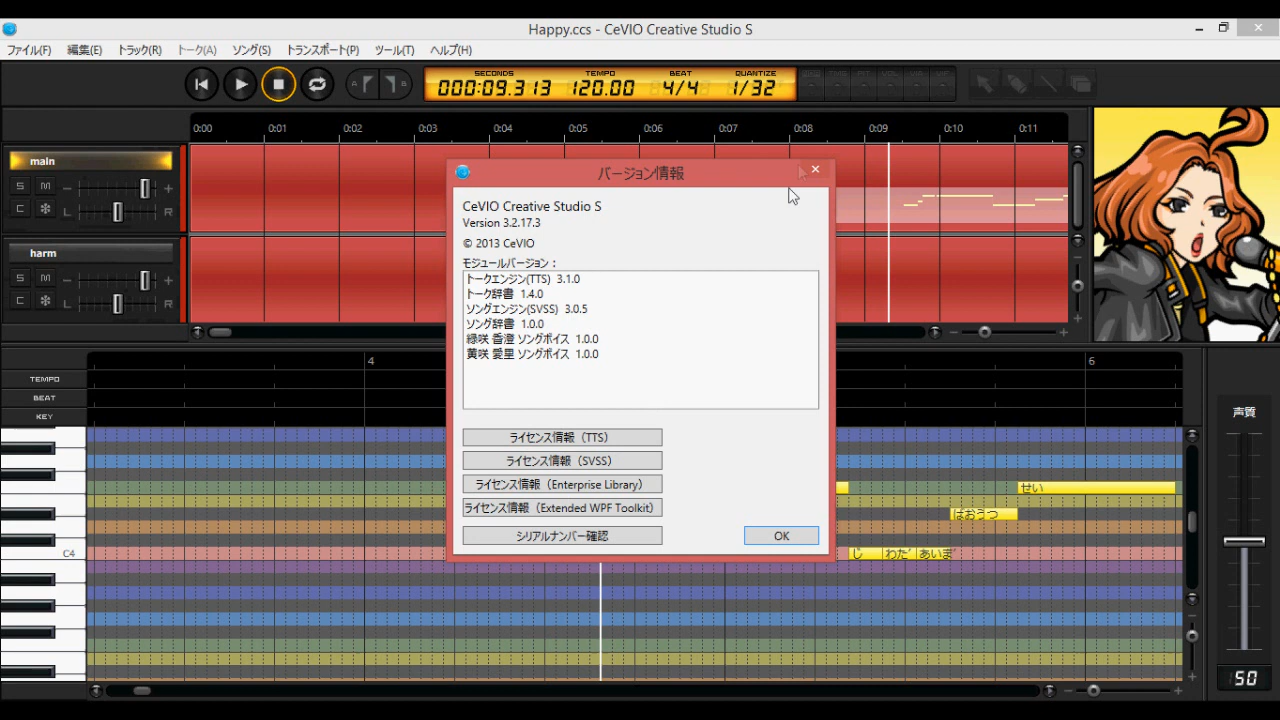 Happy.ccs - CeVIO Creative Studio S
ファイル(F) 編集(E) トラック(R) トーク(A) ソング(S) トランスポート(P) ツール(T) ヘルプ(H)
SECONDS TEMPO BEAT QUANTIZE
A B 000:09.313 120.00 4/4 1/32
0:00 0:01 0:02 0:03 0:04 0:05 0:06 0:07 0:08 0:09 0:10 0:11
main
S M
C L R
harm
S M
C L R
バージョン情報
CeVIO Creative Studio S
Version 3.2.17.3
© 2013 CeVIO
モジュールバージョン：
トークエンジン(TTS) 3.1.0
トーク辞書 1.4.0
ソングエンジン(SVSS) 3.0.5
ソング辞書 1.0.0
緑咲 香澄 ソングボイス 1.0.0
黄咲 愛里 ソングボイス 1.0.0
ライセンス情報（TTS）
ライセンス情報（SVSS）
ライセンス情報（Enterprise Library）
ライセンス情報（Extended WPF Toolkit）
シリアルナンバー確認
OK
4 6
TEMPO
BEAT
KEY
声質
せい
ばおうつ
C4
じ わた' あいま'
50